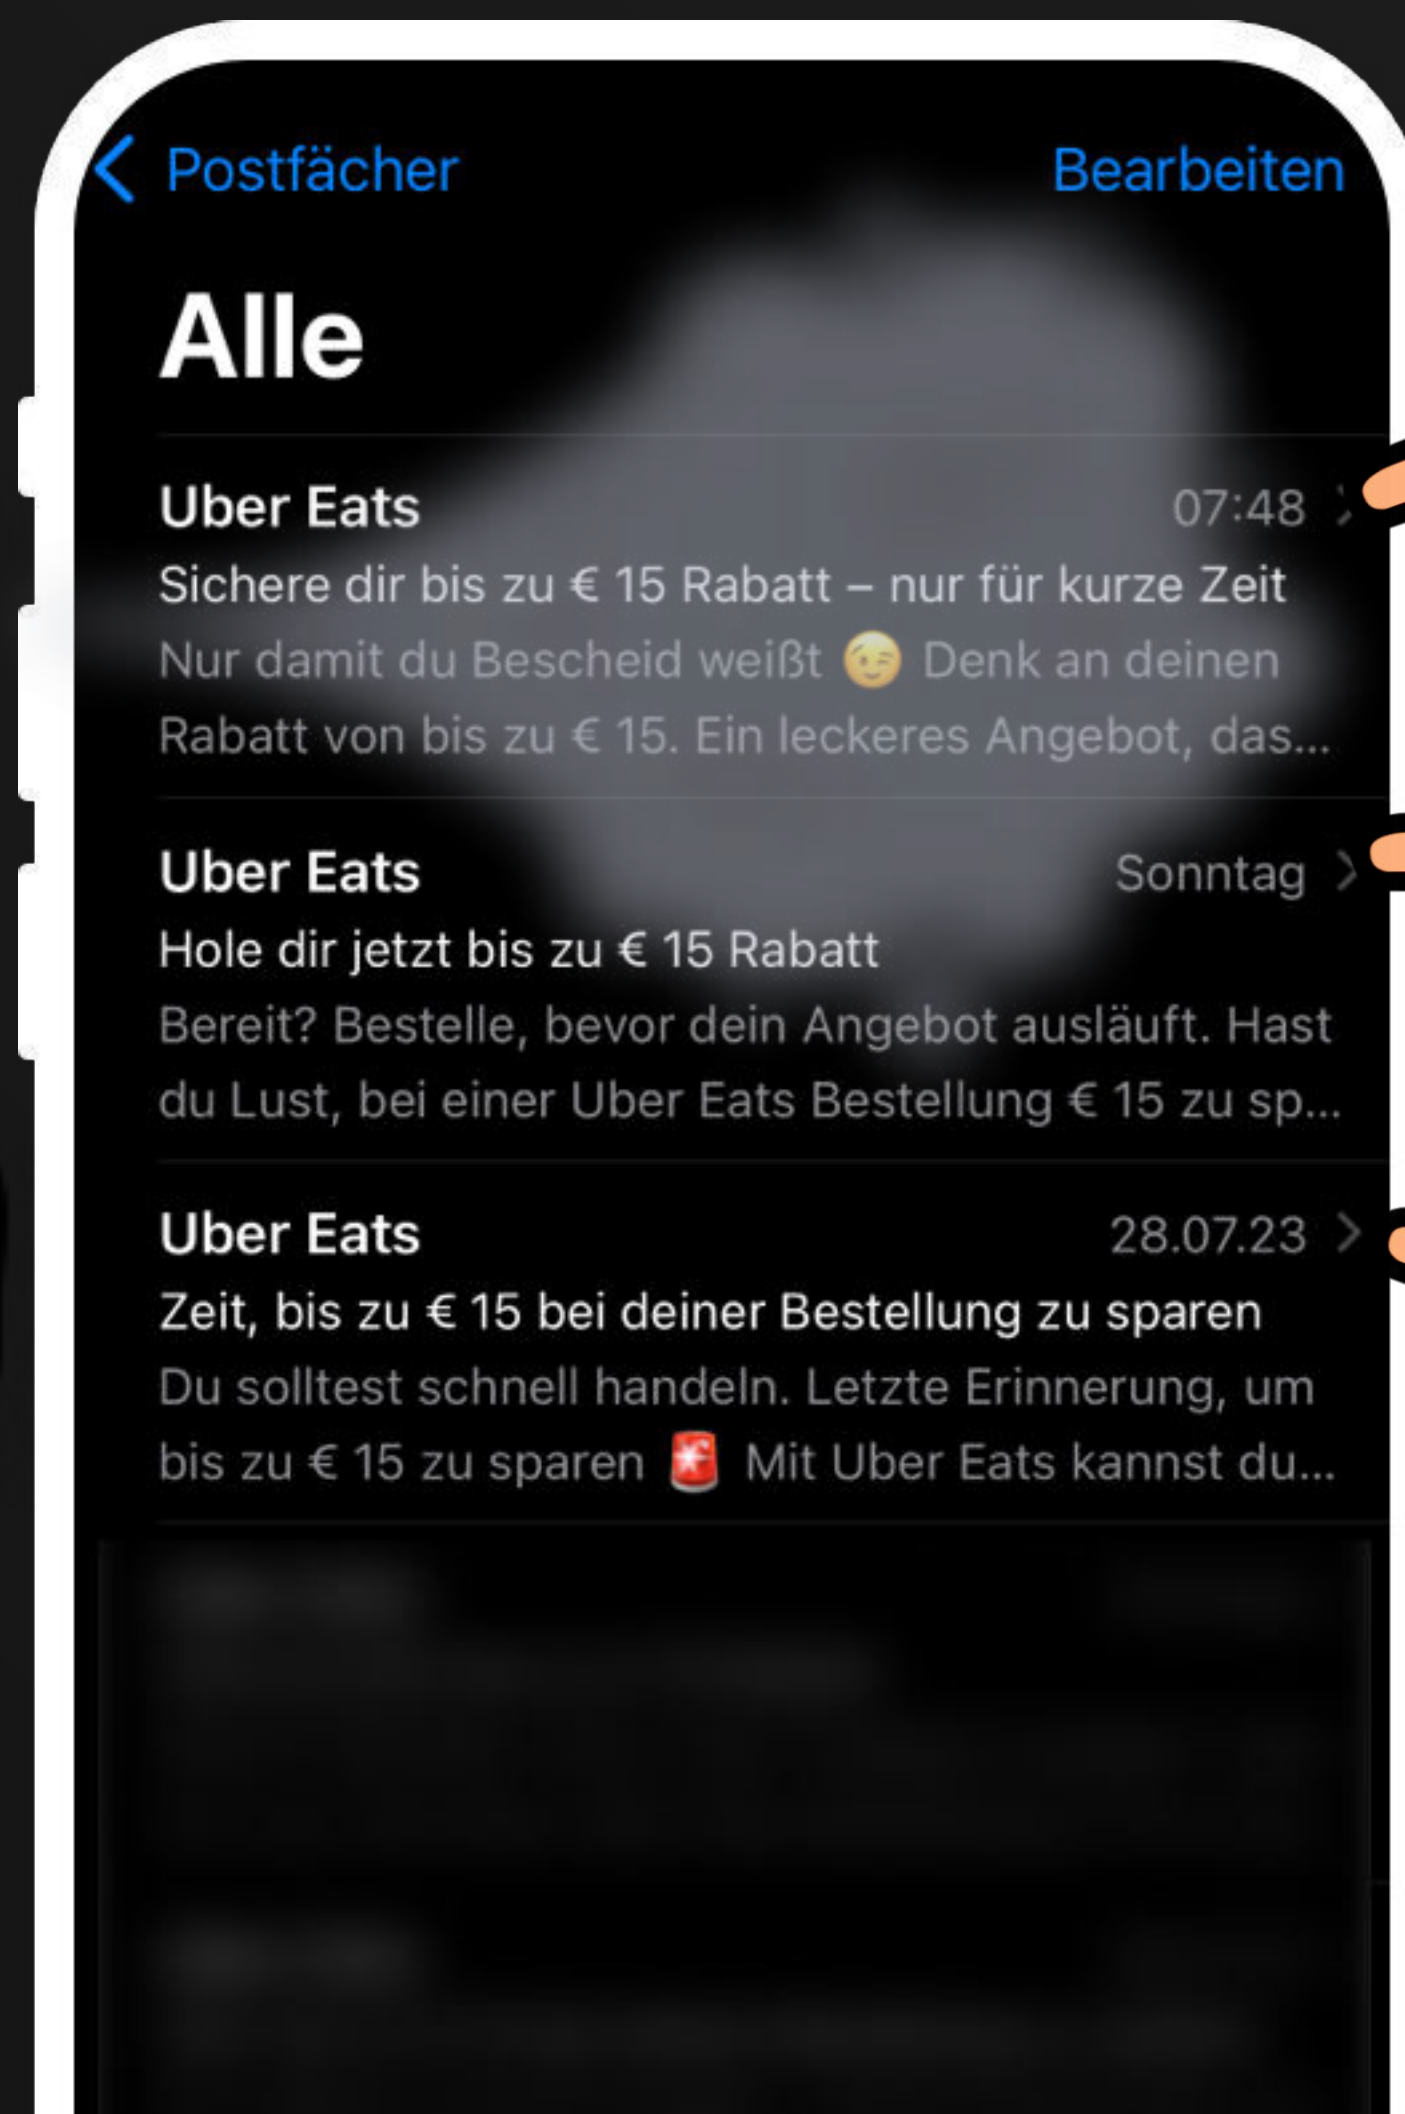 Postfächer
Bearbeiten
Alle
Uber Eats
07:48
Sichere dir bis zu € 15 Rabatt – nur für kurze Zeit
Nur damit du Bescheid weißt 😉 Denk an deinen
Rabatt von bis zu € 15. Ein leckeres Angebot, das...
Uber Eats
Sonntag
Hole dir jetzt bis zu € 15 Rabatt
Bereit? Bestelle, bevor dein Angebot ausläuft. Hast
du Lust, bei einer Uber Eats Bestellung € 15 zu sp...
Uber Eats
28.07.23
Zeit, bis zu € 15 bei deiner Bestellung zu sparen
Du solltest schnell handeln. Letzte Erinnerung, um
bis zu € 15 zu sparen 🚨 Mit Uber Eats kannst du...